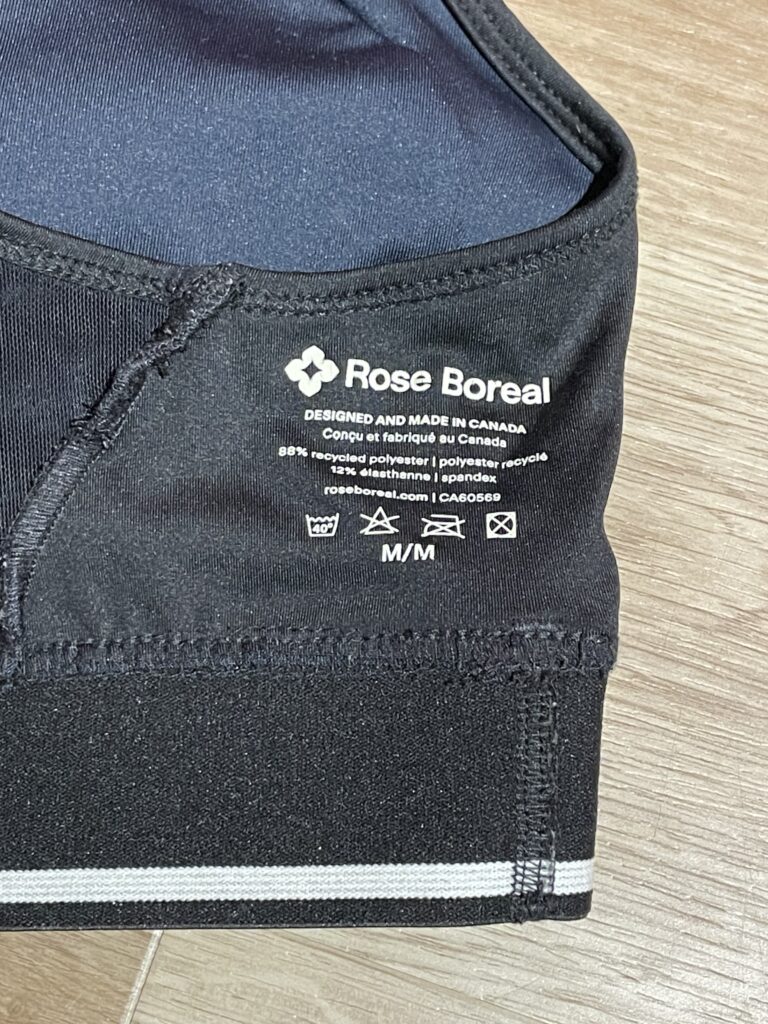 Rose Boreal
DESIGNED AND MADE IN CANADA
Conçu et fabriqué au Canada
88% recycled polyester | polyester recyclé
12% élasthanne | spandex
roseboreal.com | CA60569
40°
M/M